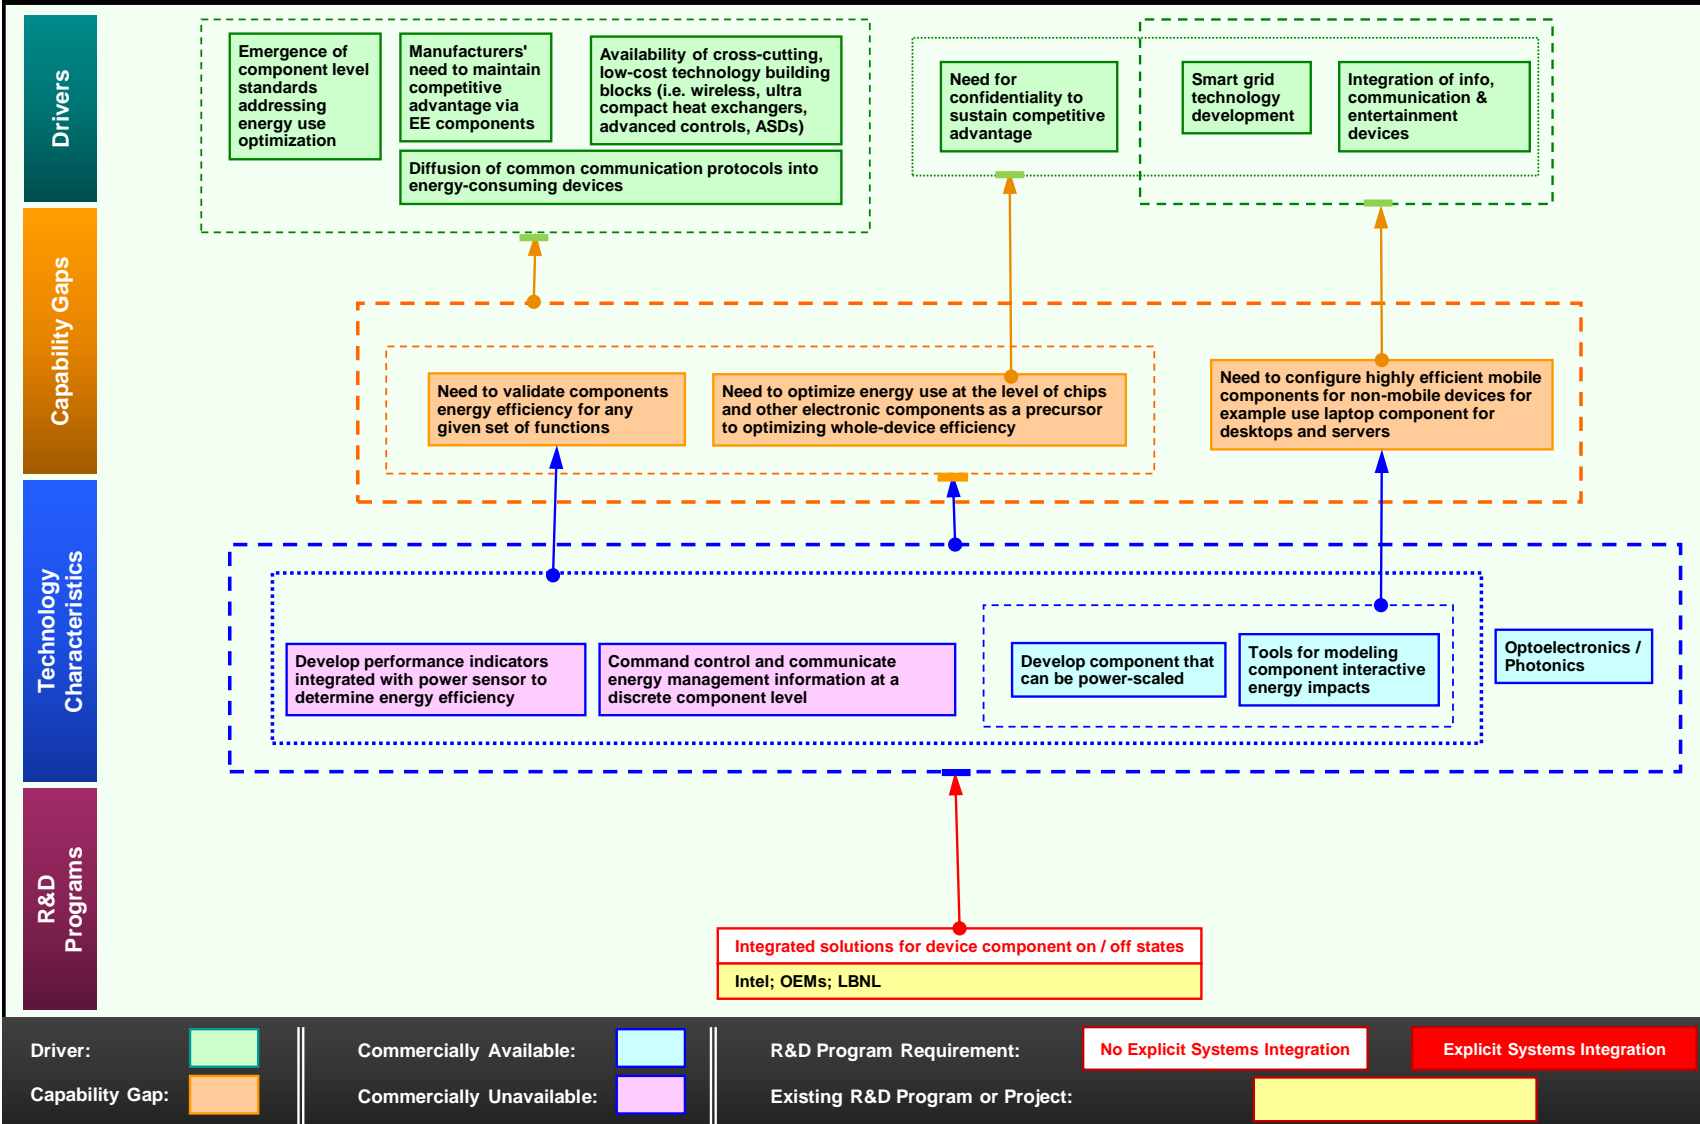 Drivers
Emergence of
component level
standards
addressing
energy use
optimization
Manufacturers'
need to maintain
competitive
advantage via
EE components
Availability of cross-cutting,
low-cost technology building
blocks (i.e. wireless, ultra
compact heat exchangers,
advanced controls, ASDs)
Diffusion of common communication protocols into
energy-consuming devices
Need for
confidentiality to
sustain competitive
advantage
Smart grid
technology
development
Integration of info,
communication &
entertainment
devices
Capability Gaps
Need to validate components
energy efficiency for any
given set of functions
Need to optimize energy use at the level of chips
and other electronic components as a precursor
to optimizing whole-device efficiency
Need to configure highly efficient mobile
components for non-mobile devices for
example use laptop component for
desktops and servers
Technology
Characteristics
Develop performance indicators
integrated with power sensor to
determine energy efficiency
Command control and communicate
energy management information at a
discrete component level
Develop component that
can be power-scaled
Tools for modeling
component interactive
energy impacts
Optoelectronics /
Photonics
R&D
Programs
Integrated solutions for device component on / off states
Intel; OEMs; LBNL
Driver:
Capability Gap:
Commercially Available:
Commercially Unavailable:
R&D Program Requirement:
No Explicit Systems Integration
Explicit Systems Integration
Existing R&D Program or Project: